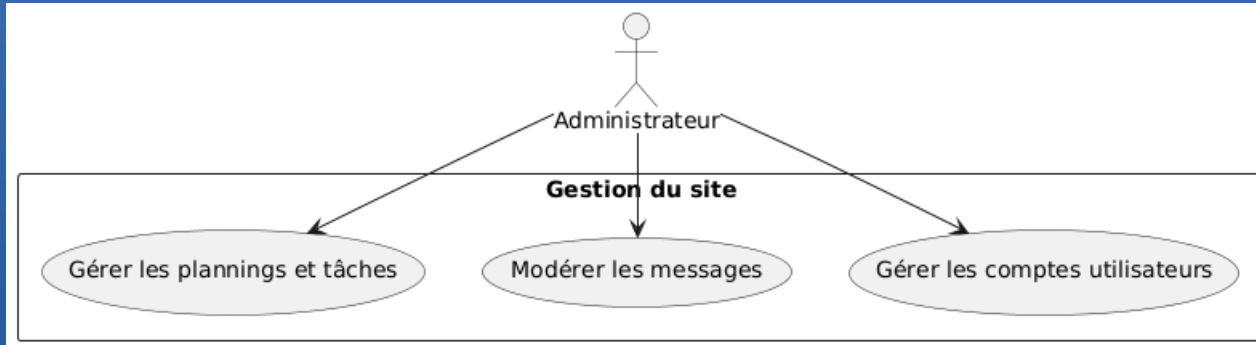 Administrateur
Gestion du site
Gérer les plannings et tâches
Modérer les messages
Gérer les comptes utilisateurs